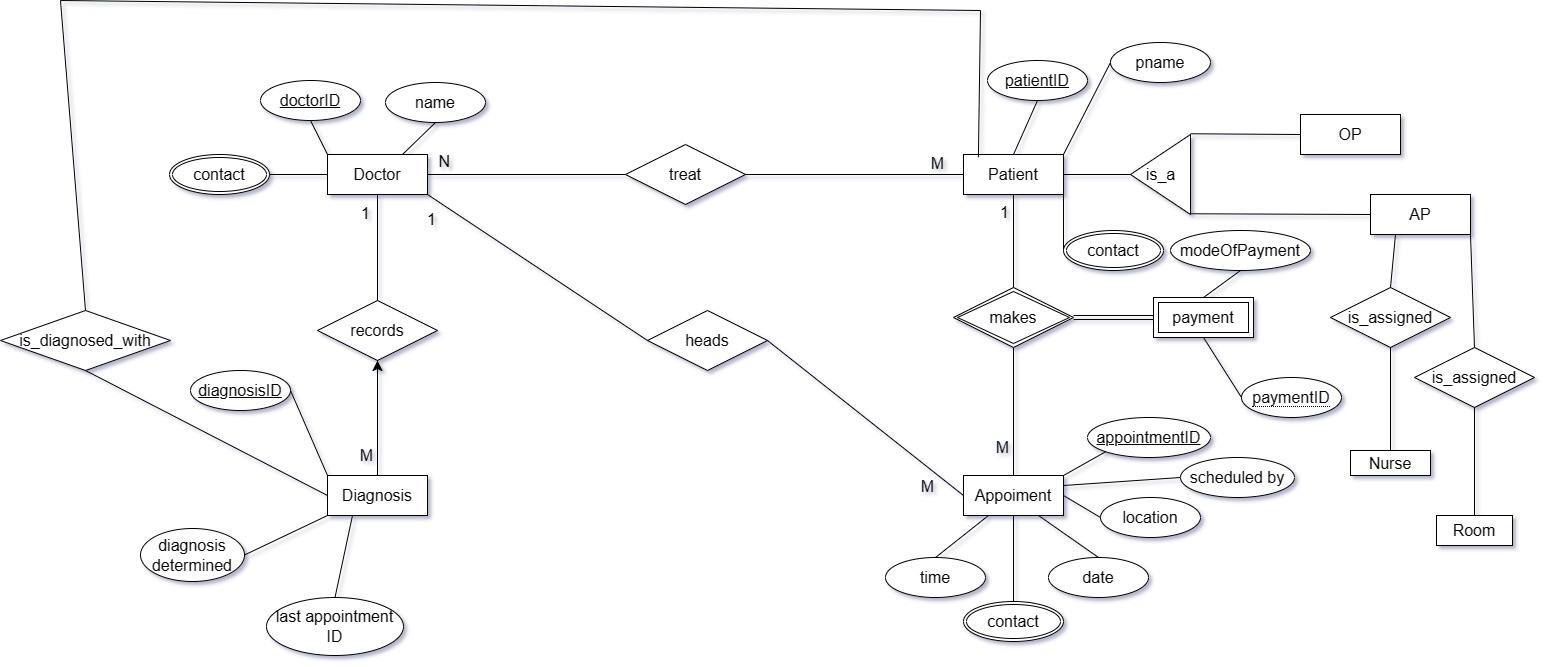 pname
patientID
doctorID
name
OP
N
M
contact
Doctor
treat
Patient
is_a
1
1
1
AP
contact
modeOfPayment
makes
payment
is_assigned
records
is_diagnosed_with
heads
is_assigned
diagnosisID
paymentID
appointmentID
M
M
Nurse
scheduled by
M
Diagnosis
Appoiment
location
Room
diagnosis
determined
time
date
last appointment
ID
contact